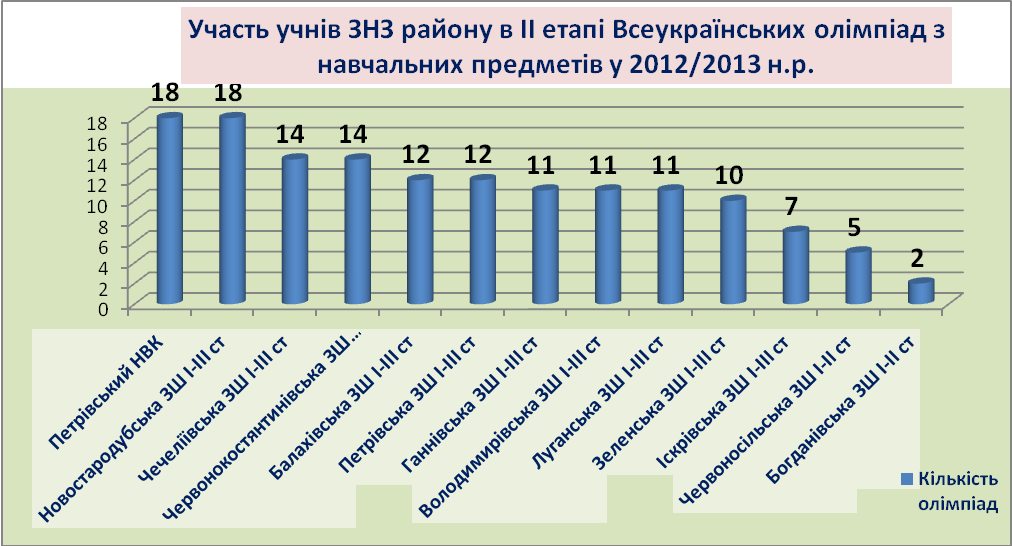 Участь учнів ЗНЗ району в ІІ етапі Всеукраїнських олімпіад з
навчальних предметів у 2012/2013 н.р.
18
18
14
14
12
12
11
11
11
10
7
5
2
18
16
14
12
10
8
6
4
2
0
Петрівський НВК
Новостародубська ЗШ І-ІІІ ст
Чечеліївська ЗШ І-ІІІ ст
Червонокостянтинівська ЗШ...
Балахівська ЗШ І-ІІІ ст
Петрівська ЗШ І-ІІІ ст
Ганнівська ЗШ І-ІІІ ст
Володимирівська ЗШ І-ІІІ ст
Луганська ЗШ І-ІІІ ст
Зеленська ЗШ І-ІІІ ст
Іскрівська ЗШ І-ІІІ ст
Червоносільська ЗШ І-ІІ ст
Богданівська ЗШ І-ІІ ст
Кількість
олімпіад